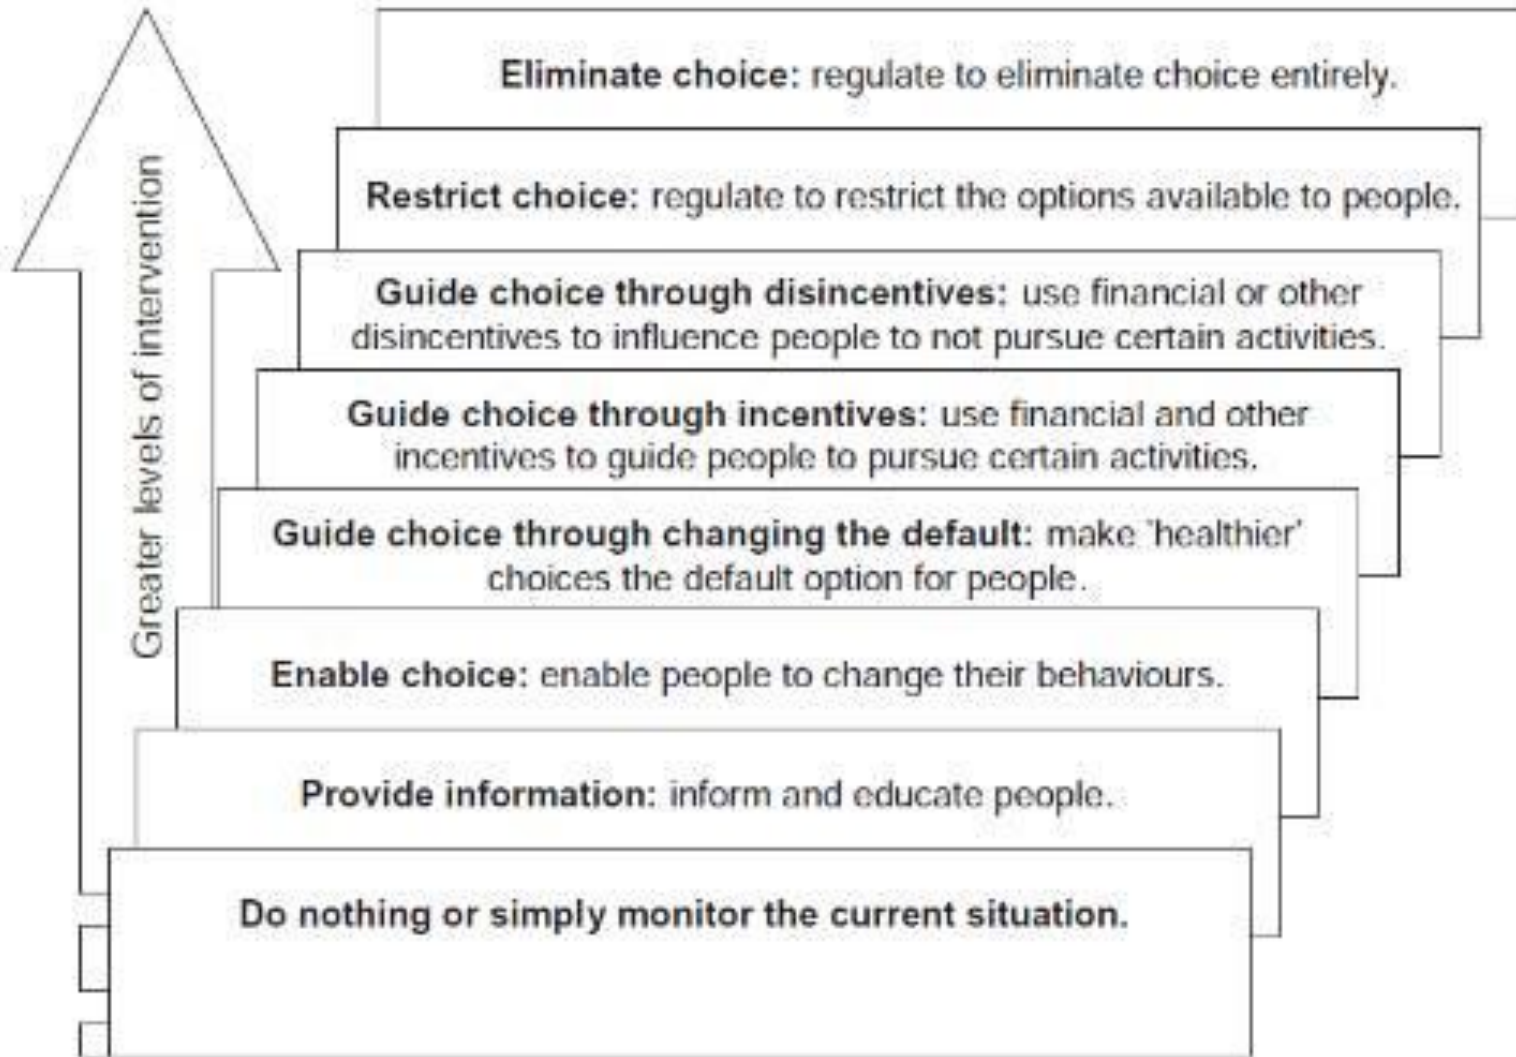 Greater levels of intervention
Eliminate choice: regulate to eliminate choice entirely.
Restrict choice: regulate to restrict the options available to people.
Guide choice through disincentives: use financial or other
disincentives to influence people to not pursue certain activities.
Guide choice through incentives: use financial and other
incentives to guide people to pursue certain activities.
Guide choice through changing the default: make 'healthier'
choices the default option for people.
Enable choice: enable people to change their behaviours.
Provide information: inform and educate people.
Do nothing or simply monitor the current situation.